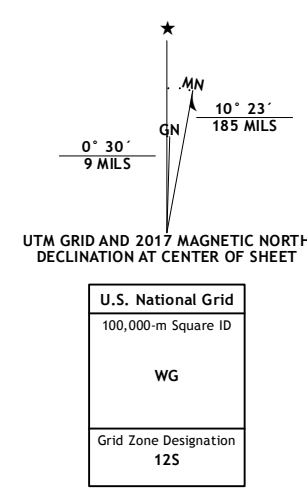 ★
MN
GN
10° 23´
185 MILS
0° 30´
9 MILS
UTM GRID AND 2017 MAGNETIC NORTH
DECLINATION AT CENTER OF SHEET
U.S. National Grid
100,000-m Square ID
WG
Grid Zone Designation
12S